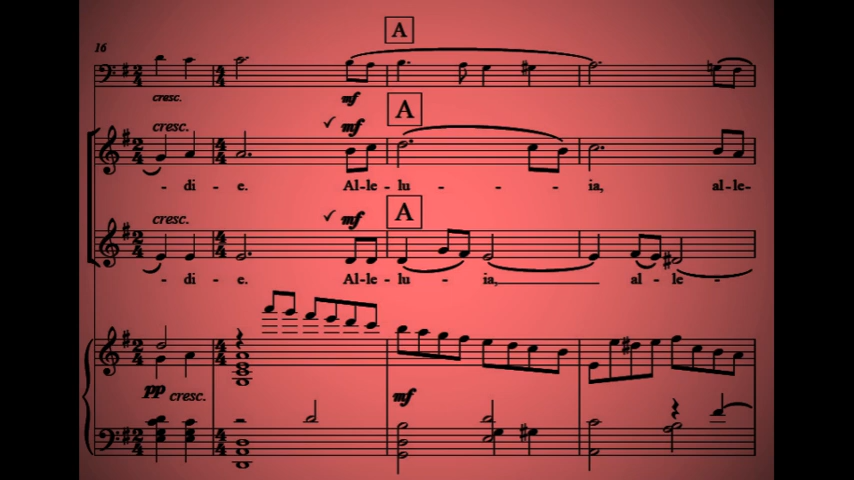 A
16
cresc.
mf
A
cresc.
✓ mf
- di - e. Al-le-lu - - ia, al-le-
A
cresc.
✓ mf
- di - e. Al-le-lu - ia, al - le -
pp cresc.
mf